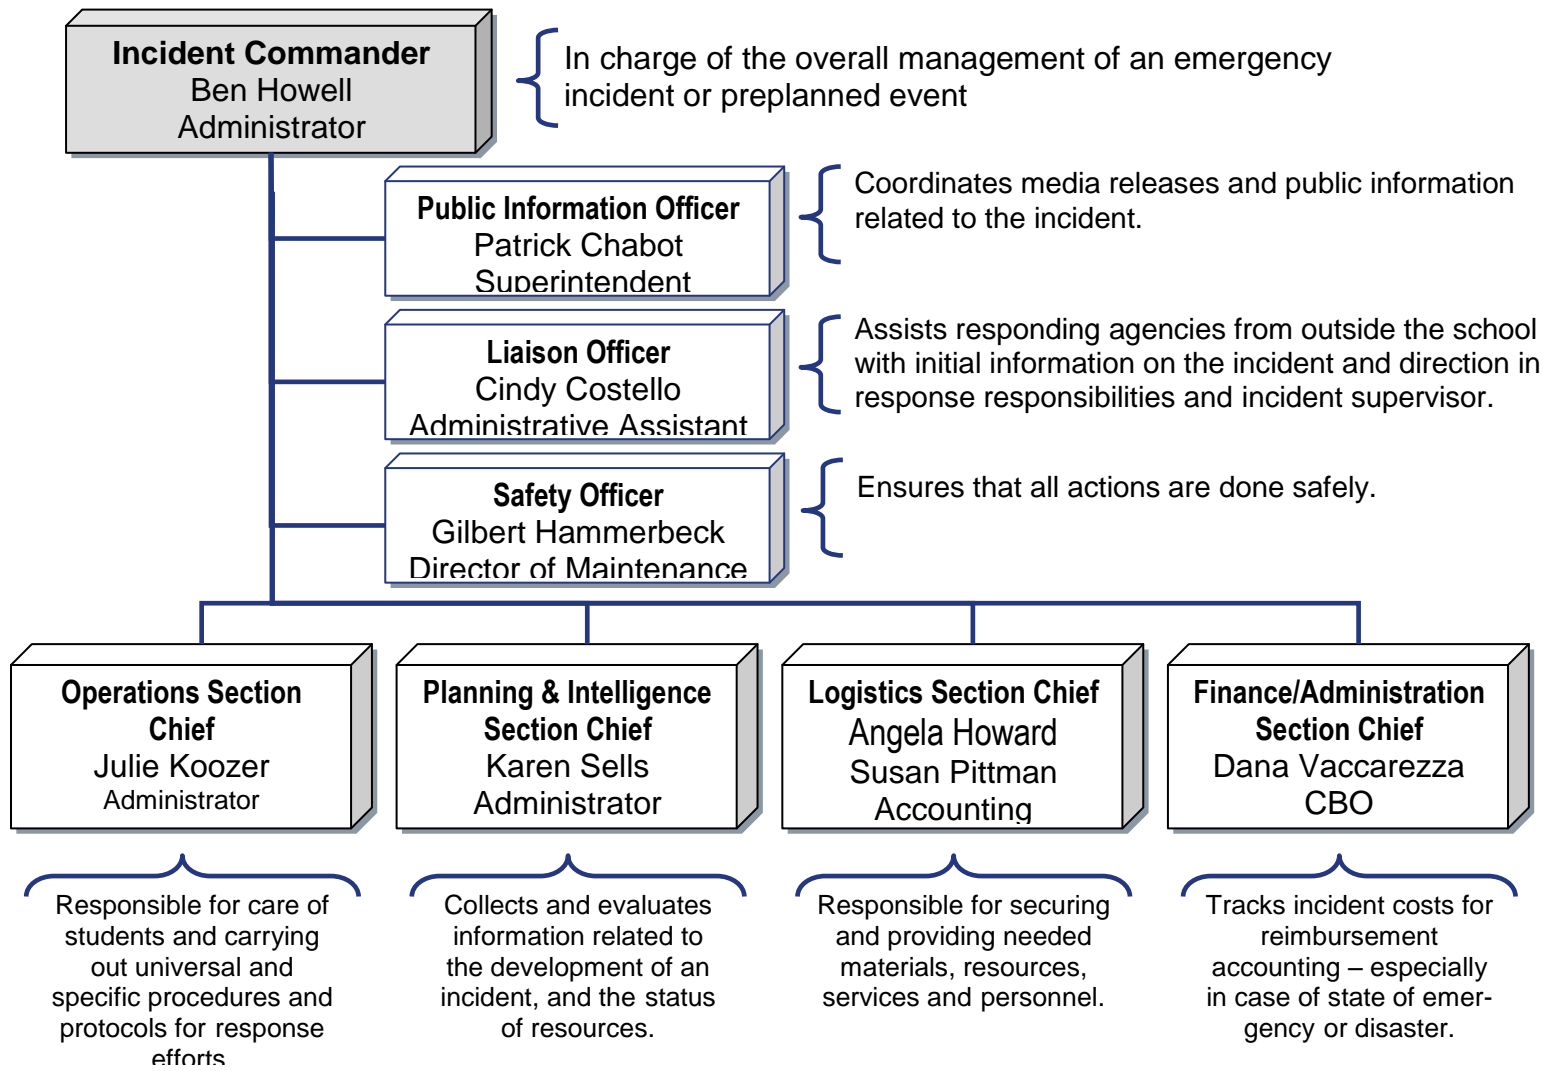 Incident Commander
Ben Howell
Administrator
In charge of the overall management of an emergency
incident or preplanned event
Public Information Officer
Patrick Chabot
Superintendent
Coordinates media releases and public information
related to the incident.
Liaison Officer
Cindy Costello
Administrative Assistant
Assists responding agencies from outside the school
with initial information on the incident and direction in
response responsibilities and incident supervisor.
Safety Officer
Gilbert Hammerbeck
Director of Maintenance
Ensures that all actions are done safely.
Operations Section
Chief
Julie Koozer
Administrator
Planning & Intelligence
Section Chief
Karen Sells
Administrator
Logistics Section Chief
Angela Howard
Susan Pittman
Accounting
Finance/Administration
Section Chief
Dana Vaccarezza
CBO
Responsible for care of
students and carrying
out universal and
specific procedures and
protocols for response
efforts
Collects and evaluates
information related to
the development of an
incident, and the status
of resources.
Responsible for securing
and providing needed
materials, resources,
services and personnel.
Tracks incident costs for
reimbursement
accounting – especially
in case of state of emer-
gency or disaster.